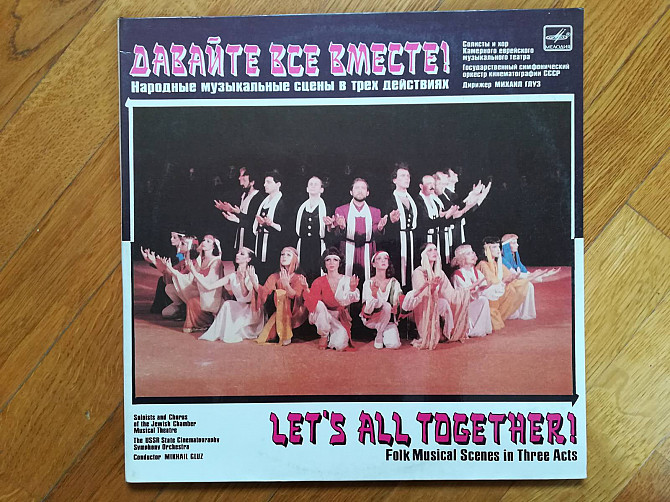 ДАВАЙТЕ ВСЕ ВМЕСТЕ!
Народные музыкальные сцены в трех действиях
Солисты и хор
Камерного еврейского
музыкального театра
Государственный симфонический
оркестр кинематографии СССР
Дирижер МИХАИЛ ГЛУЗ
МЕЛОДИЯ
Soloists and Chorus
of the Jewish Chamber
Musical Theatre
The USSR State Cinematography
Symphony Orchestra
Conductor MIKHAIL GLUZ
LET'S ALL TOGETHER!
Folk Musical Scenes in Three Acts